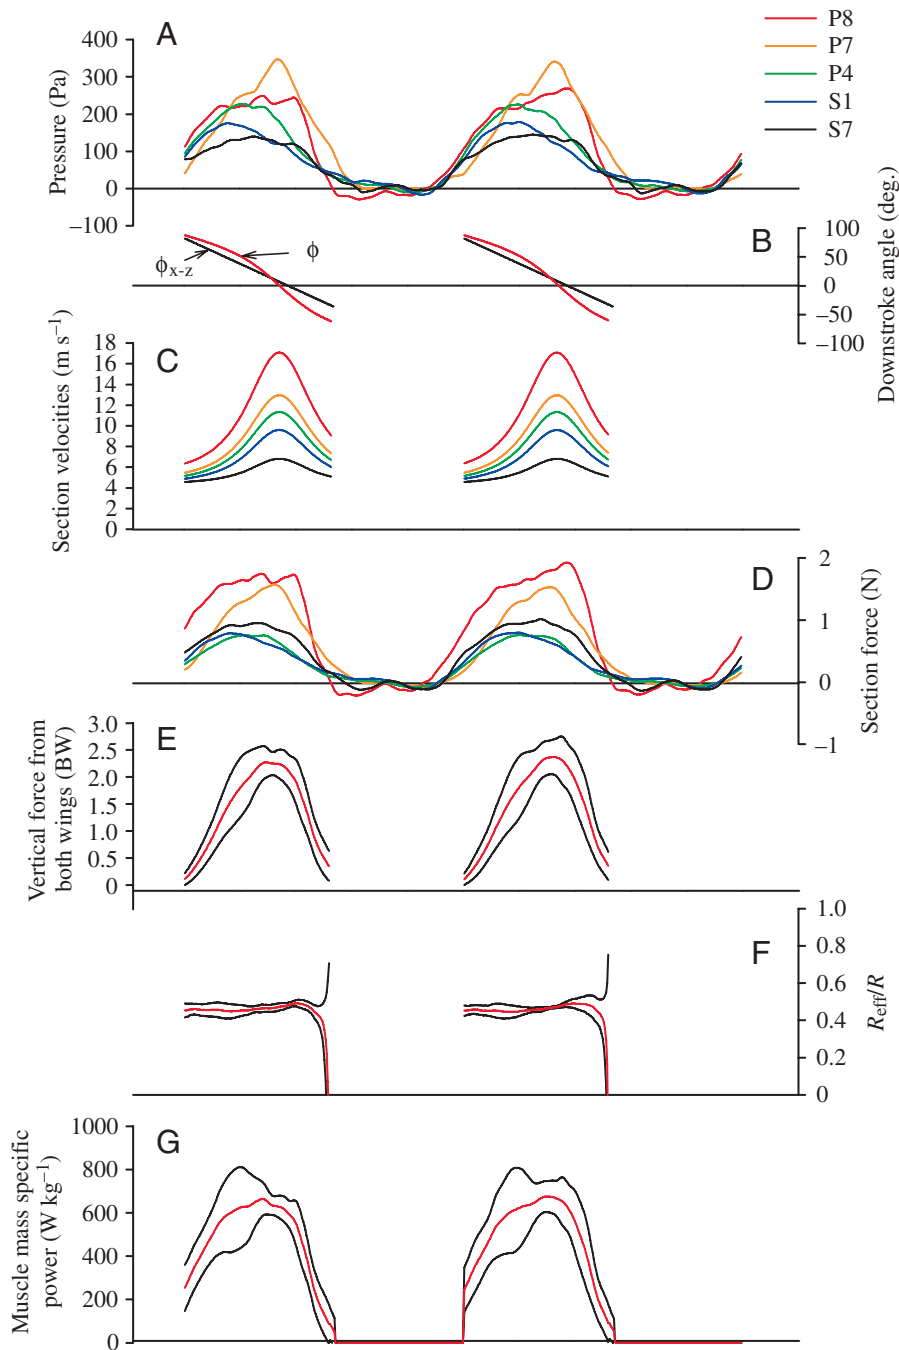 A
P8
P7
P4
S1
S7
400
300
200
100
0
–100
Pressure (Pa)
B
ϕx-z
ϕ
100
50
0
–50
–100
Downstroke angle (deg.)
C
18
16
14
12
10
8
6
4
2
0
Section velocities (m s–1)
D
2
1
0
–1
Section force (N)
E
3.0
2.5
2.0
1.5
1.0
0.5
0
Vertical force from
both wings (BW)
F
1.0
0.8
0.6
0.4
0.2
0
Reff/R
G
1000
800
600
400
200
0
Muscle mass specific
power (W kg–1)